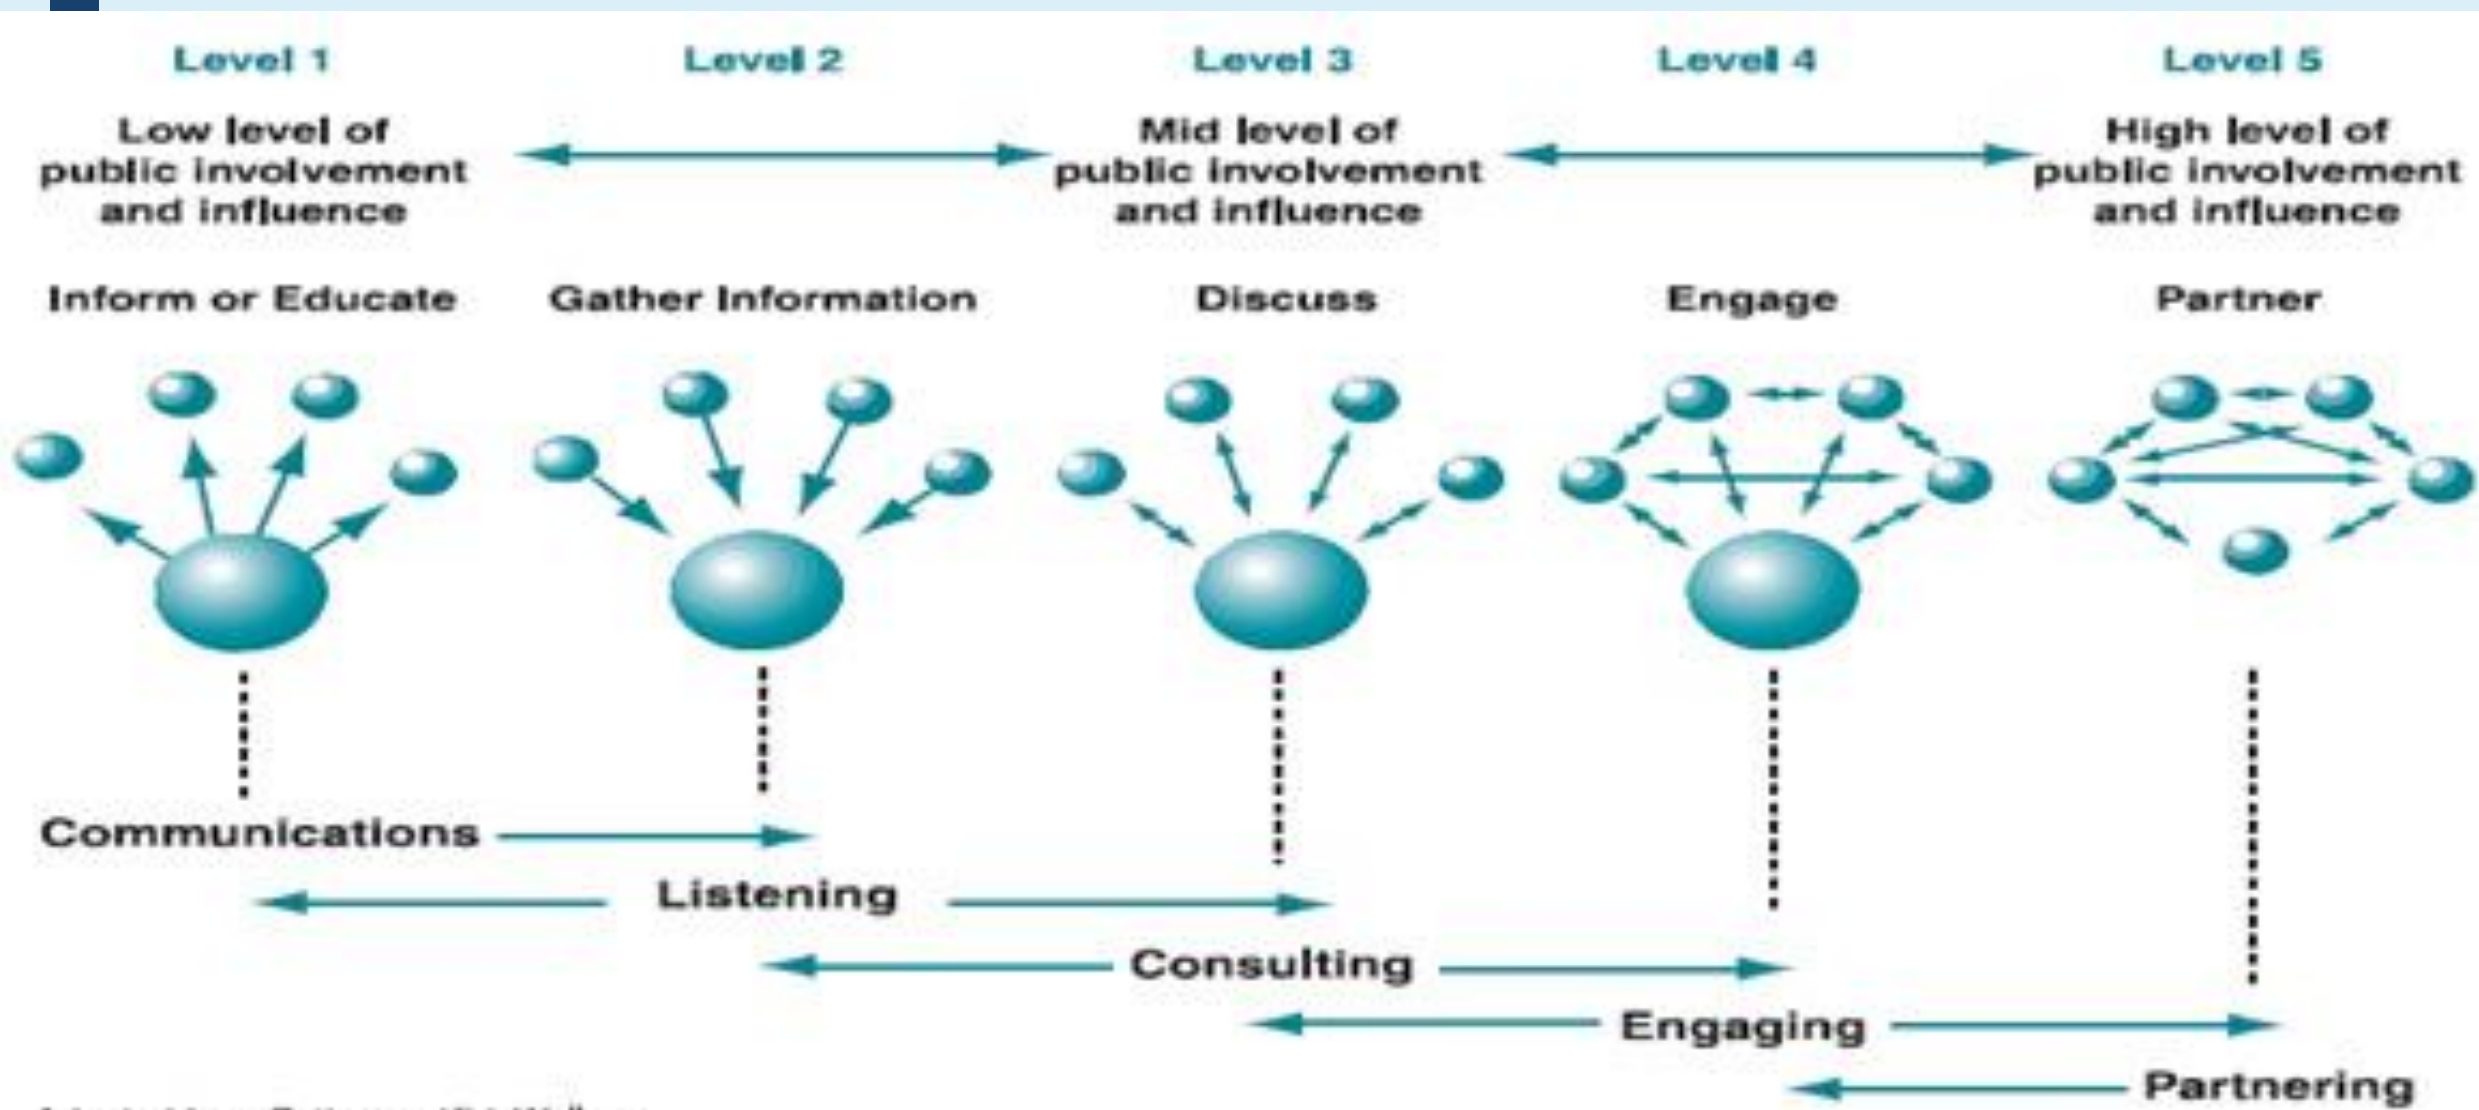 Level 1
Level 2
Level 3
Level 4
Level 5
Low level of
public involvement
and influence
Mid level of
public involvement
and influence
High level of
public involvement
and influence
Inform or Educate
Gather Information
Discuss
Engage
Partner
Communications
Listening
Consulting
Engaging
Partnering